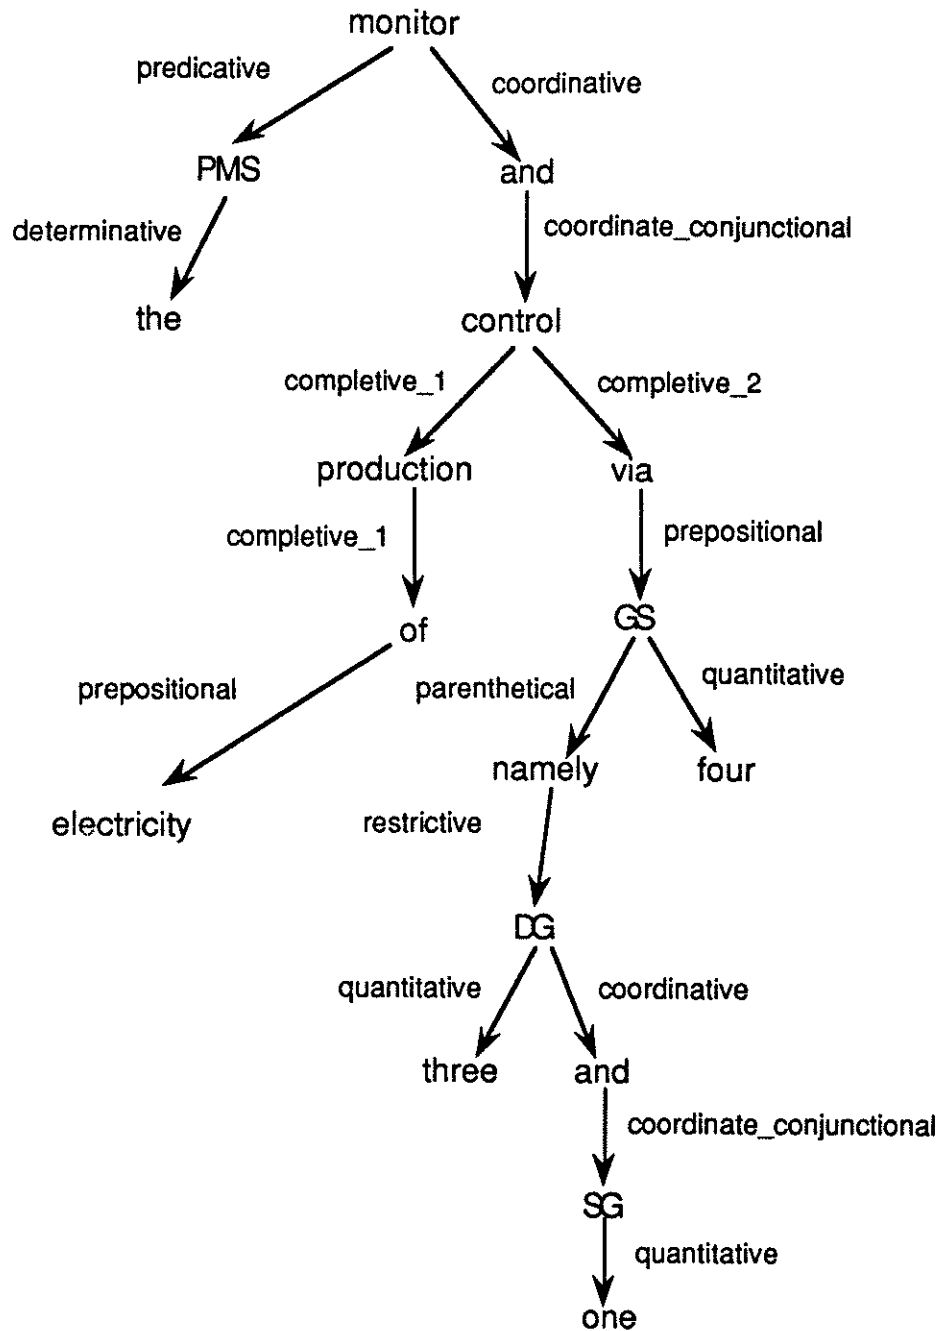 monitor
predicative
coordinative
PMS
and
determinative
coordinate_conjunctional
the
control
completive_1
completive_2
production
via
completive_1
prepositional
of
GS
prepositional
parenthetical
quantitative
namely
four
electricity
restrictive
DG
quantitative
coordinative
three
and
coordinate_conjunctional
SG
quantitative
one